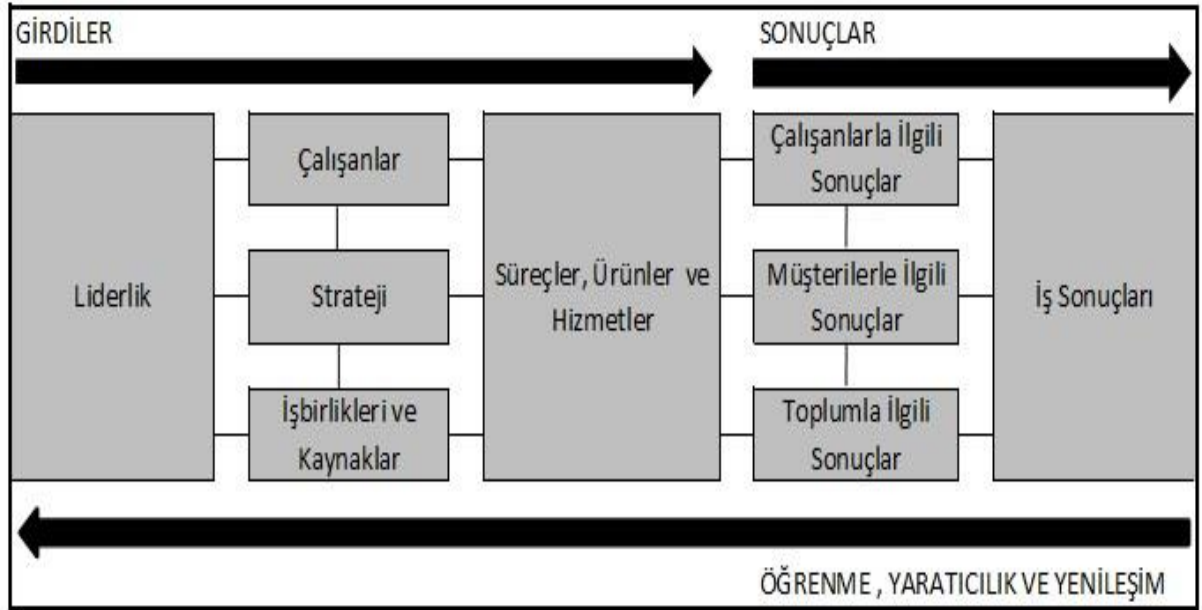 GİRDİLER
SONUÇLAR
Liderlik
Çalışanlar
Strateji
İşbirlikleri ve
Kaynaklar
Süreçler, Ürünler ve
Hizmetler
Çalışanlarla İlgili
Sonuçlar
Müşterilerle İlgili
Sonuçlar
Toplumla İlgili
Sonuçlar
İş Sonuçları
ÖĞRENME , YARATICILIK VE YENİLEŞİM